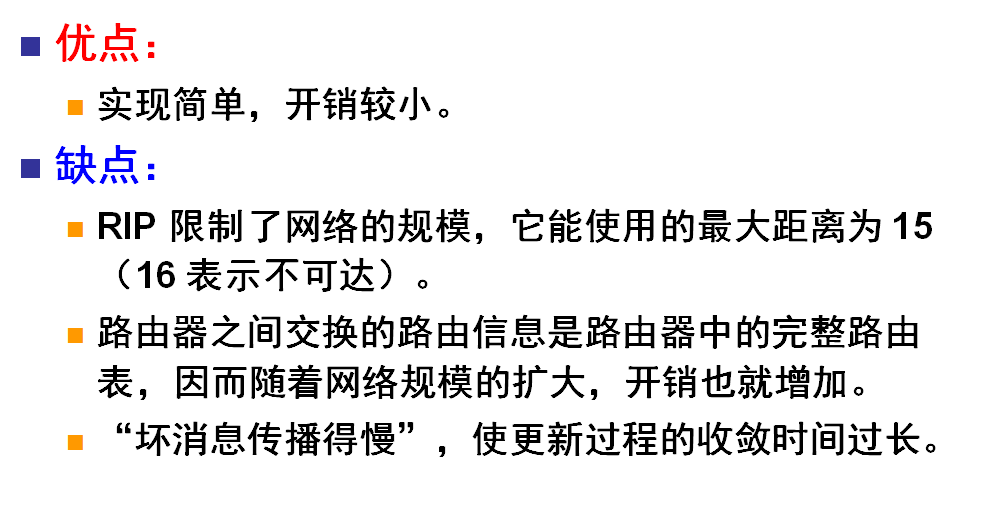 优点：
实现简单，开销较小。
缺点：
RIP 限制了网络的规模，它能使用的最大距离为 15
（16 表示不可达）。
路由器之间交换的路由信息是路由器中的完整路由
表，因而随着网络规模的扩大，开销也就增加。
“坏消息传播得慢”，使更新过程的收敛时间过长。